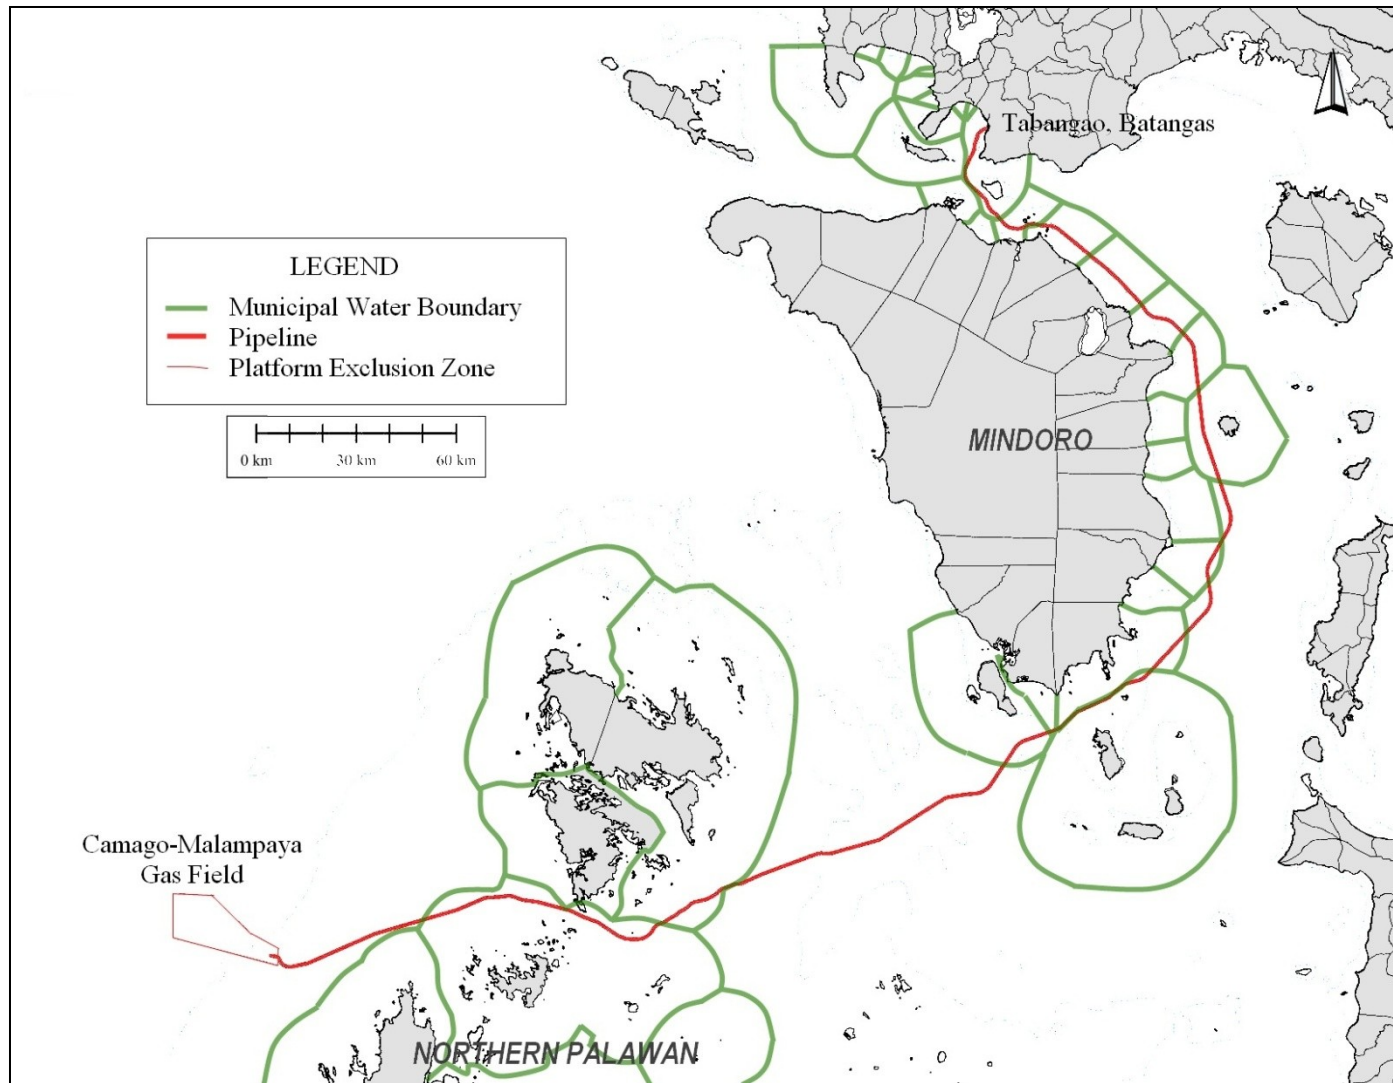 Tabangao, Batangas
LEGEND
Municipal Water Boundary
Pipeline
Platform Exclusion Zone
0 km
30 km
60 km
MINDORO
Camago-Malampaya
Gas Field
NORTHERN PALAWAN